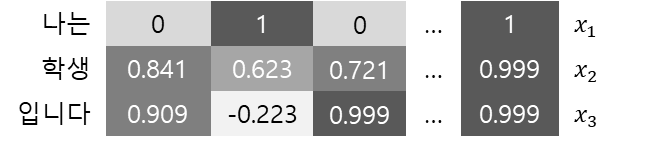 나는 0 1 0 ... 1 x₁
학생 0.841 0.623 0.721 ... 0.999 x₂
입니다 0.909 -0.223 0.999 ... 0.999 x₃